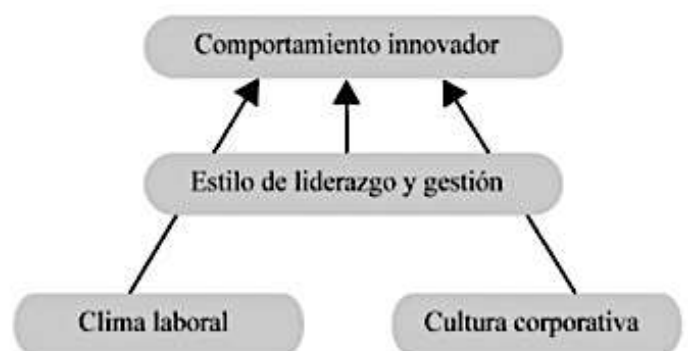 Comportamiento innovador
Estilo de liderazgo y gestión
Clima laboral
Cultura corporativa